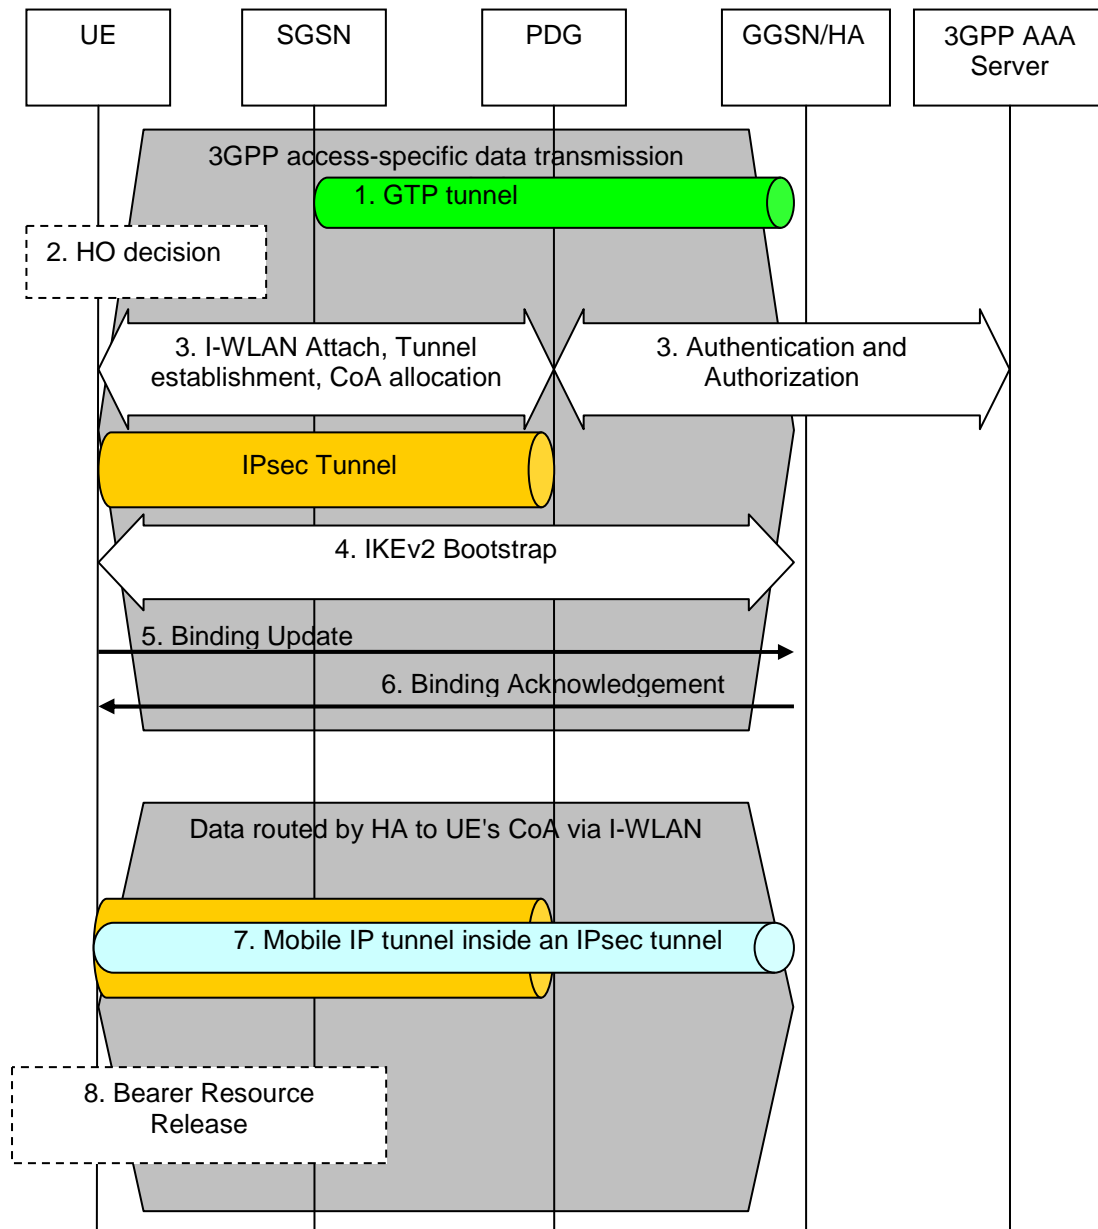 UE
SGSN
PDG
GGSN/HA
3GPP AAA
Server
3GPP access-specific data transmission
1. GTP tunnel
2. HO decision
3. I-WLAN Attach, Tunnel
establishment, CoA allocation
3. Authentication and
Authorization
IPsec Tunnel
4. IKEv2 Bootstrap
5. Binding Update
6. Binding Acknowledgement
Data routed by HA to UE's CoA via I-WLAN
7. Mobile IP tunnel inside an IPsec tunnel
8. Bearer Resource
Release